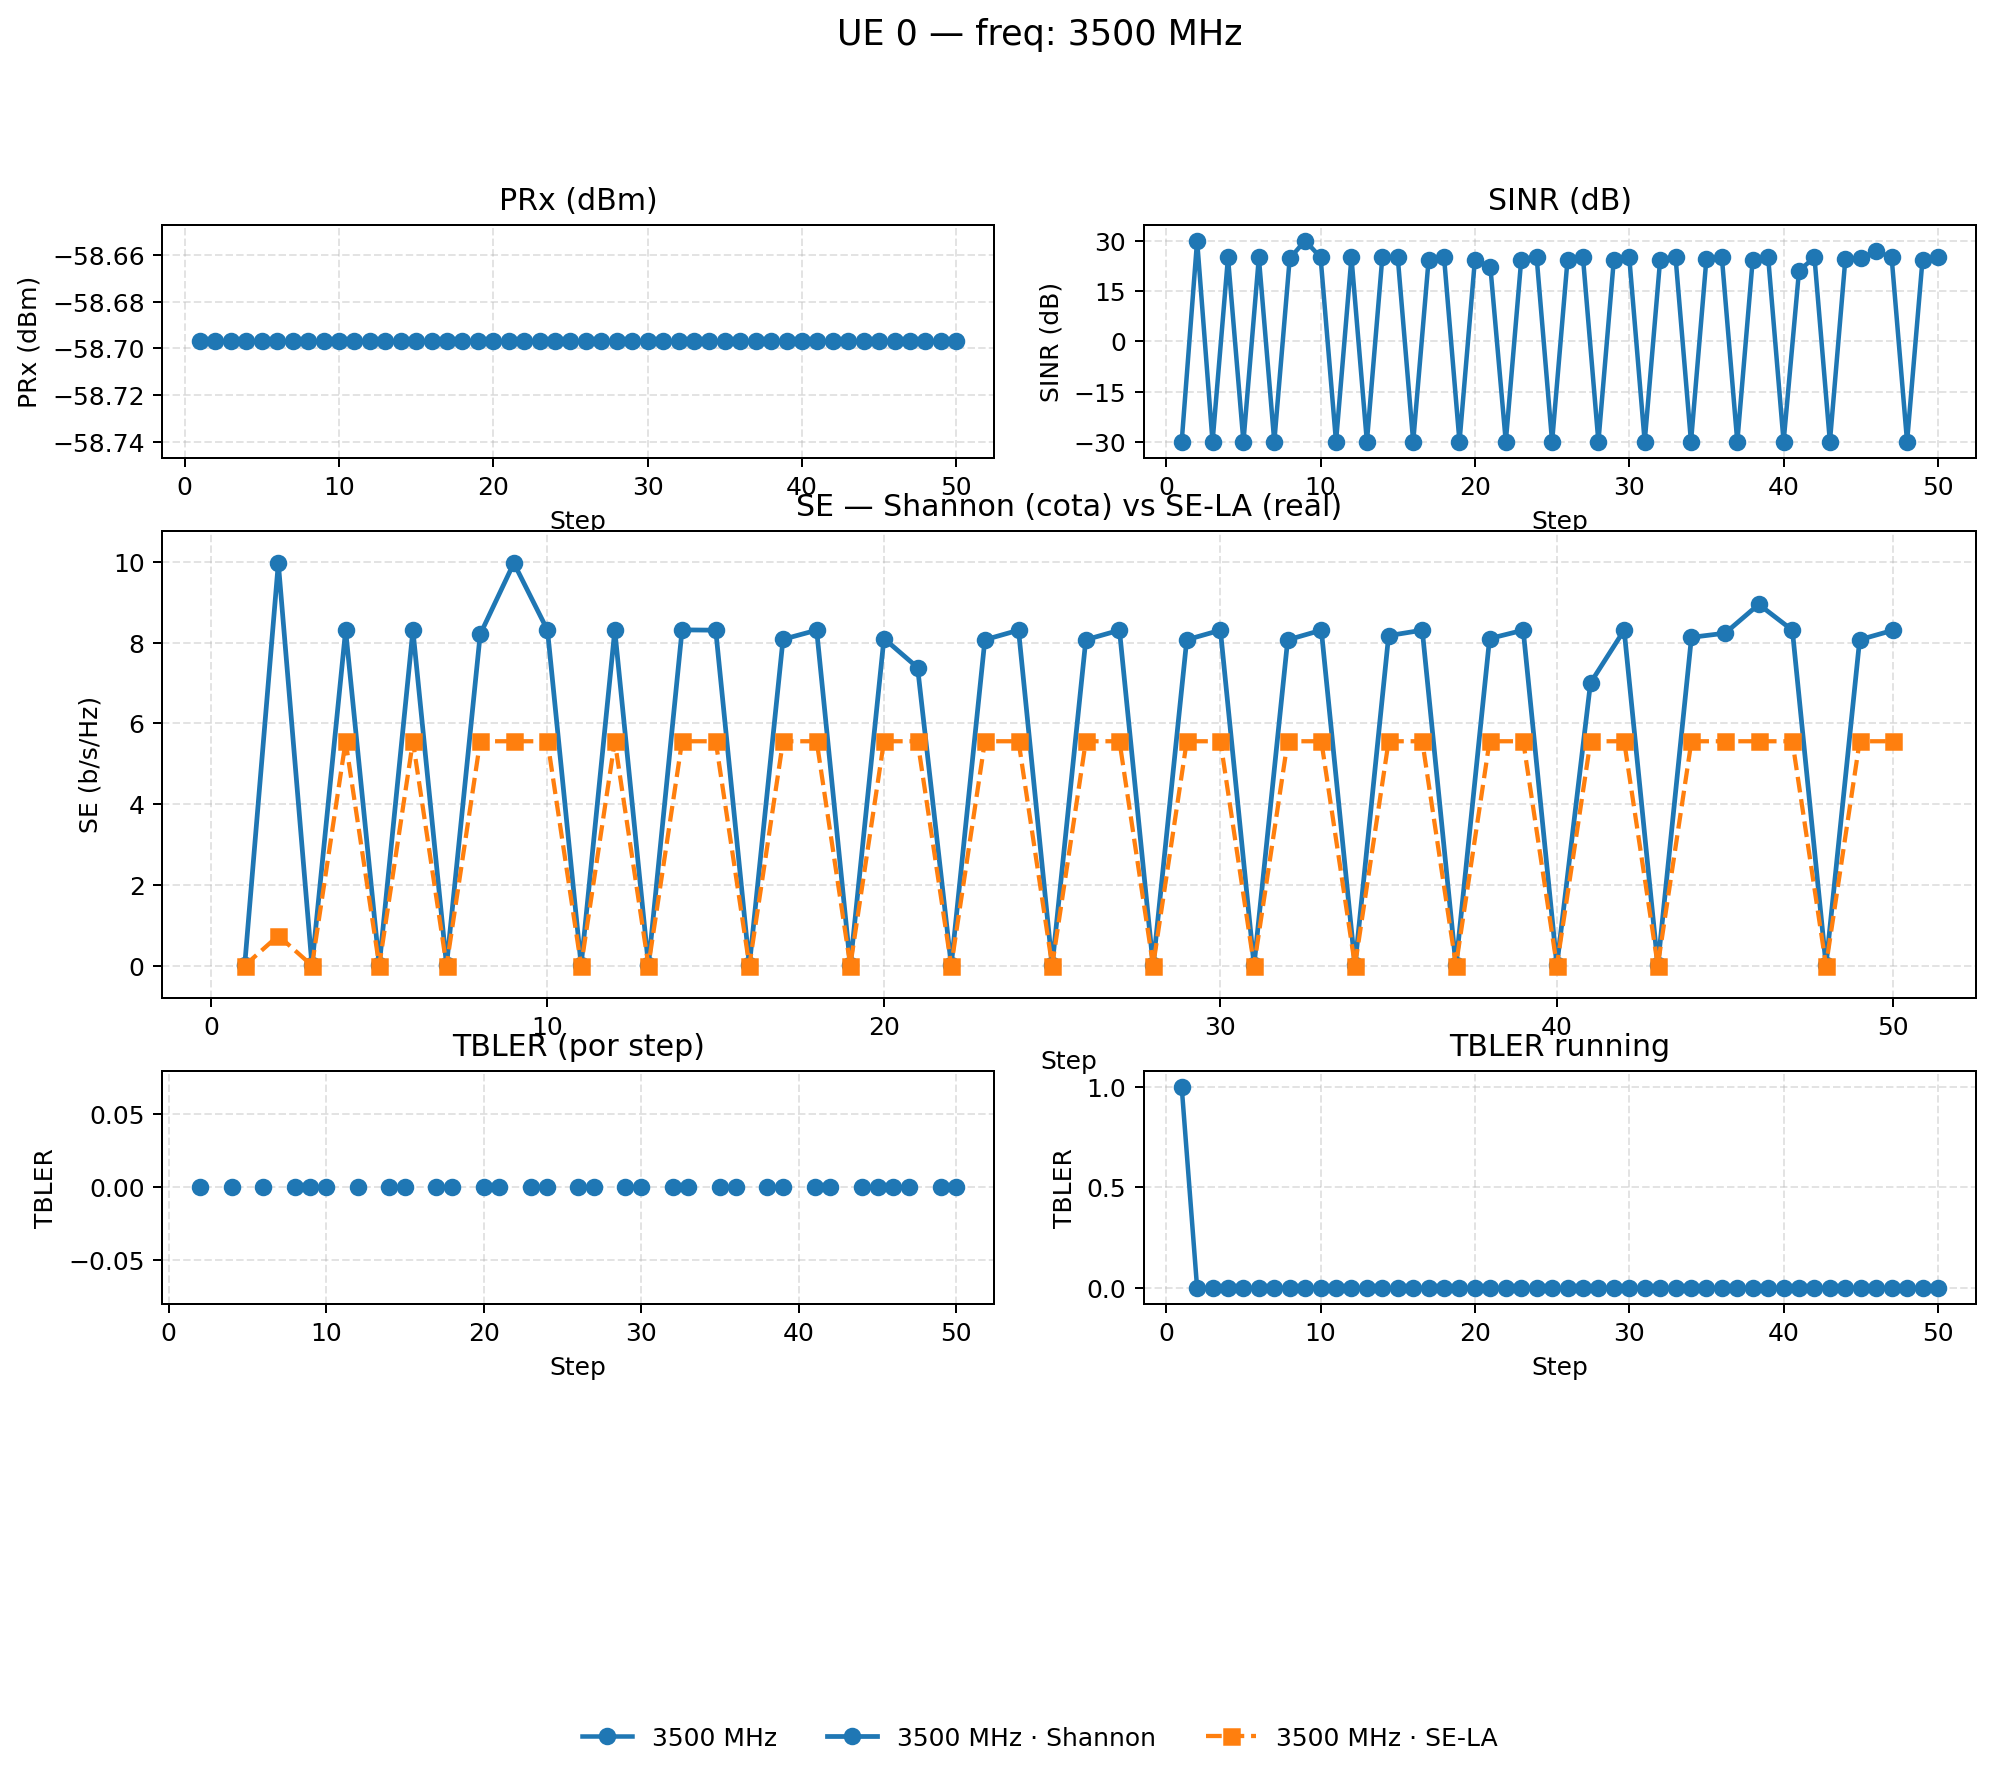 UE 0 — freq: 3500 MHz
PRx (dBm)
PRx (dBm)
−58.66
−58.68
−58.70
−58.72
−58.74
0 10 20 30 40 50
Step
SINR (dB)
SINR (dB)
30
15
0
−15
−30
0 10 20 30 40 50
Step
SE — Shannon (cota) vs SE-LA (real)
SE (b/s/Hz)
10
8
6
4
2
0
0 10 20 30 40 50
Step
TBLER (por step)
TBLER
0.05
0.00
−0.05
0 10 20 30 40 50
Step
TBLER running
TBLER
1.0
0.5
0.0
0 10 20 30 40 50
Step
3500 MHz 3500 MHz · Shannon 3500 MHz · SE-LA